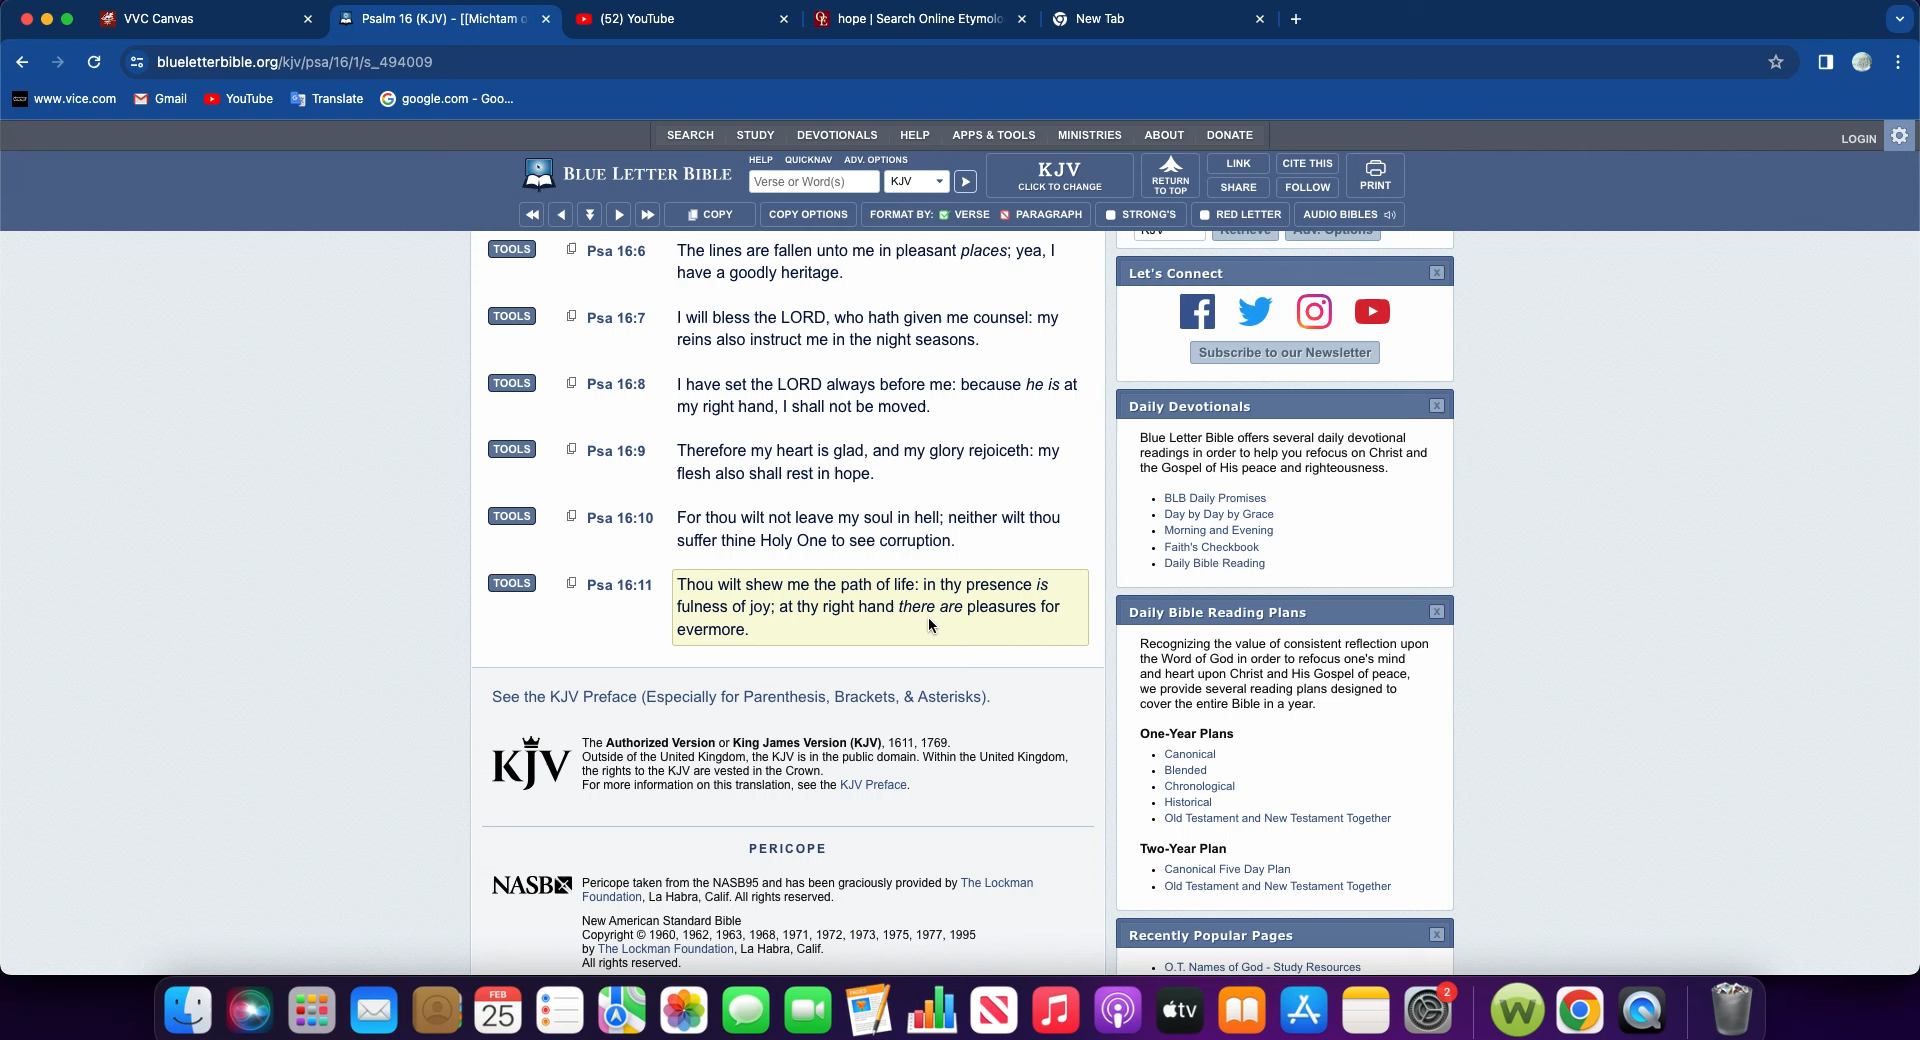 VVC Canvas
Psalm 16 (KJV) - [[Michtam o
(52) YouTube
hope | Search Online Etymolo
New Tab
blueletterbible.org/kjv/psa/16/1/s_494009
www.vice.com
Gmail
YouTube
Translate
google.com - Goo...
SEARCH STUDY DEVOTIONALS HELP APPS & TOOLS MINISTRIES ABOUT DONATE
LOGIN
BLUE LETTER BIBLE
HELP QUICKNAV ADV. OPTIONS
Verse or Word(s)
KJV
KJV
CLICK TO CHANGE
RETURN
TO TOP
LINK
CITE THIS
SHARE
FOLLOW
PRINT
COPY
COPY OPTIONS
FORMAT BY: VERSE PARAGRAPH
STRONG'S
RED LETTER
AUDIO BIBLES
TOOLS Psa 16:6 The lines are fallen unto me in pleasant places; yea, I
have a goodly heritage.
TOOLS Psa 16:7 I will bless the LORD, who hath given me counsel: my
reins also instruct me in the night seasons.
TOOLS Psa 16:8 I have set the LORD always before me: because he is at
my right hand, I shall not be moved.
TOOLS Psa 16:9 Therefore my heart is glad, and my glory rejoiceth: my
flesh also shall rest in hope.
TOOLS Psa 16:10 For thou wilt not leave my soul in hell; neither wilt thou
suffer thine Holy One to see corruption.
TOOLS Psa 16:11 Thou wilt shew me the path of life: in thy presence is
fulness of joy; at thy right hand there are pleasures for
evermore.
See the KJV Preface (Especially for Parenthesis, Brackets, & Asterisks).
KJV
The Authorized Version or King James Version (KJV), 1611, 1769.
Outside of the United Kingdom, the KJV is in the public domain. Within the United Kingdom,
the rights to the KJV are vested in the Crown.
For more information on this translation, see the KJV Preface.
PERICOPE
NASB
Pericope taken from the NASB95 and has been graciously provided by The Lockman
Foundation, La Habra, Calif. All rights reserved.
New American Standard Bible
Copyright © 1960, 1962, 1963, 1968, 1971, 1972, 1973, 1975, 1977, 1995
by The Lockman Foundation, La Habra, Calif.
All rights reserved.
KJV Retrieve Adv. Options
Let's Connect x
Subscribe to our Newsletter
Daily Devotionals x
Blue Letter Bible offers several daily devotional
readings in order to help you refocus on Christ and
the Gospel of His peace and righteousness.
BLB Daily Promises
Day by Day by Grace
Morning and Evening
Faith's Checkbook
Daily Bible Reading
Daily Bible Reading Plans x
Recognizing the value of consistent reflection upon
the Word of God in order to refocus one's mind
and heart upon Christ and His Gospel of peace,
we provide several reading plans designed to
cover the entire Bible in a year.
One-Year Plans
Canonical
Blended
Chronological
Historical
Old Testament and New Testament Together
Two-Year Plan
Canonical Five Day Plan
Old Testament and New Testament Together
Recently Popular Pages x
O.T. Names of God - Study Resources
FEB
25
PAGES
tv
2